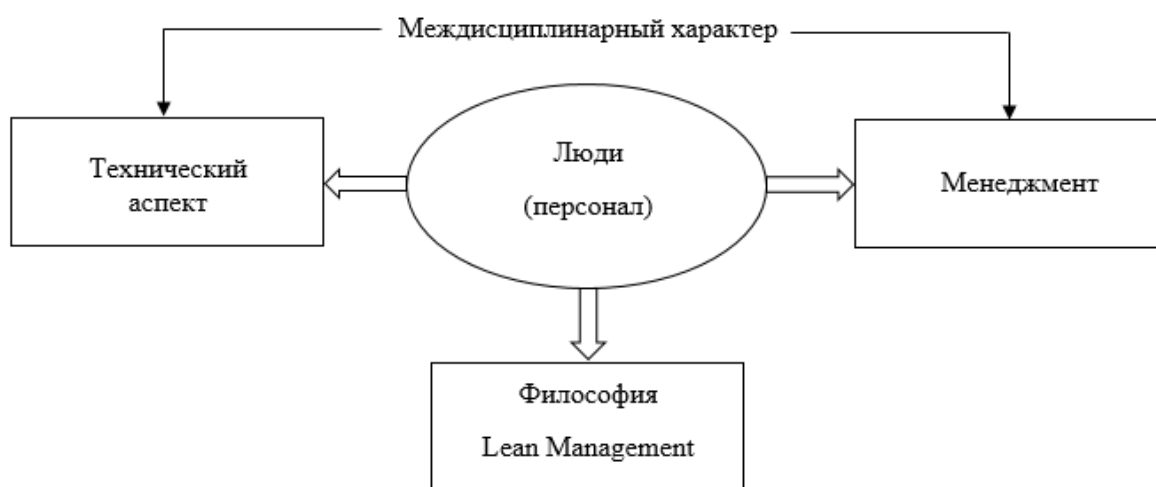 Междисциплинарный характер
Технический
аспект
Люди
(персонал)
Менеджмент
Философия
Lean Management